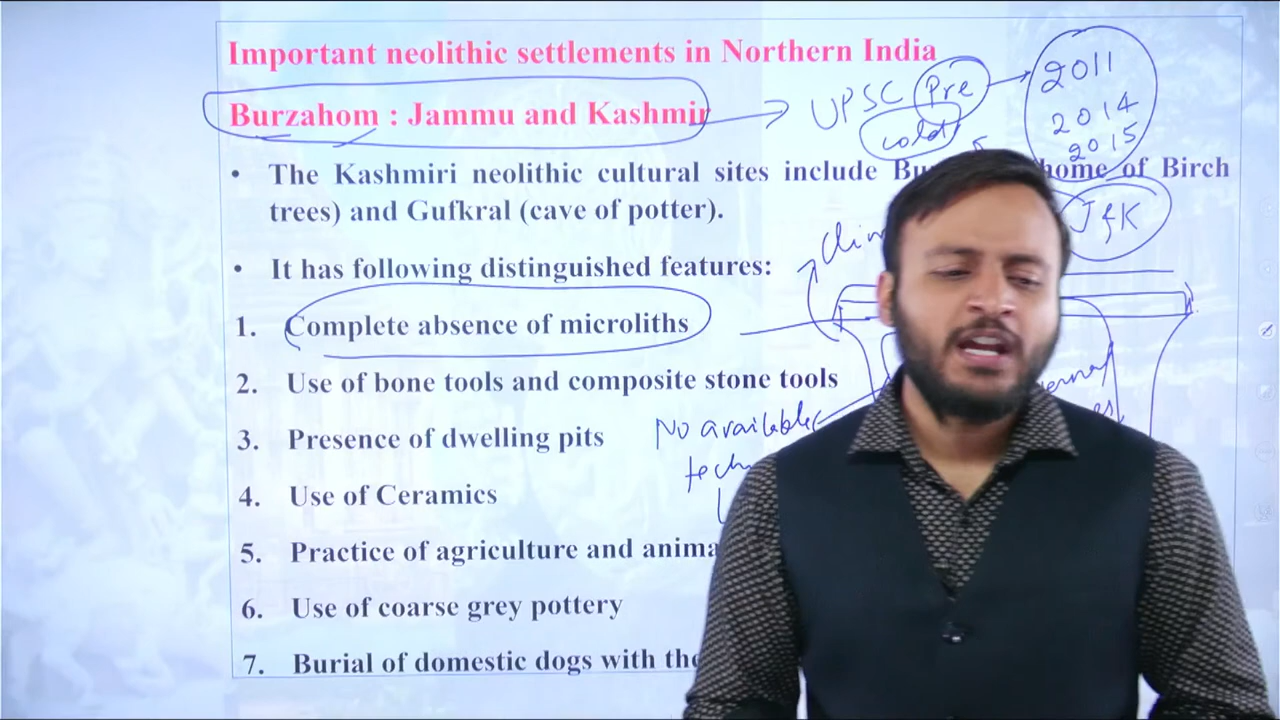 Important neolithic settlements in Northern India
Burzahom : Jammu and Kashmir
UPSC Pre
2011
2014
2015
cold
• The Kashmiri neolithic cultural sites include home of Birch
trees) and Gufkral (cave of potter).
J&K
• It has following distinguished features:
1. Complete absence of microliths
2. Use of bone tools and composite stone tools
3. Presence of dwelling pits
No available
4. Use of Ceramics
5. Practice of agriculture and
6. Use of coarse grey pottery
7. Burial of domestic dogs with